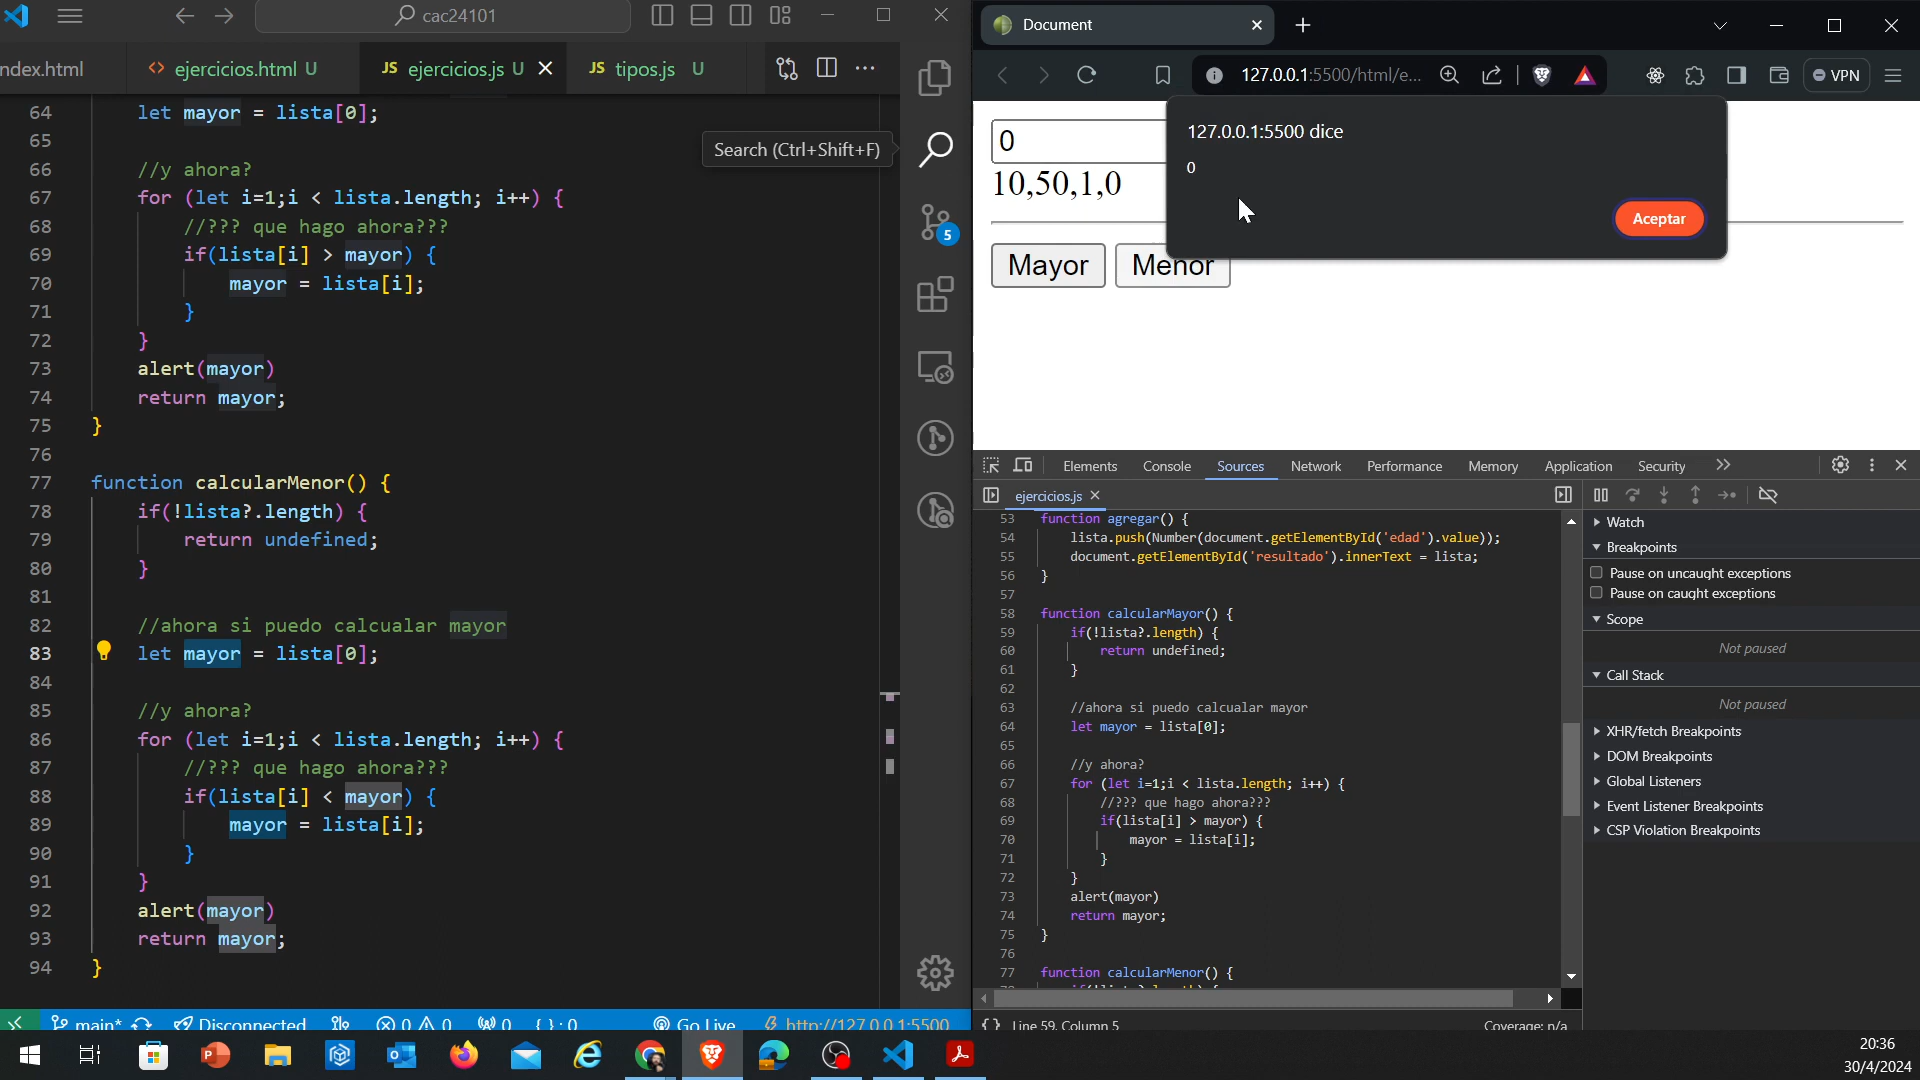 cac24101
ndex.html
<> ejercicios.html U
JS ejercicios.js U
JS tipos.js U
64 let mayor = lista[0];
65
66 //y ahora?
67 for (let i=1;i < lista.length; i++) {
68 //??? que hago ahora???
69 if(lista[i] > mayor) {
70 mayor = lista[i];
71 }
72 }
73 alert(mayor)
74 return mayor;
75 }
76
77 function calcularMenor() {
78 if(!lista?.length) {
79 return undefined;
80 }
81
82 //ahora si puedo calcualar mayor
83 let mayor = lista[0];
84
85 //y ahora?
86 for (let i=1;i < lista.length; i++) {
87 //??? que hago ahora???
88 if(lista[i] < mayor) {
89 mayor = lista[i];
90 }
91 }
92 alert(mayor)
93 return mayor;
94 }
Search (Ctrl+Shift+F)
5
main*
Disconnected
0 0
0
{ } : 0
Go Live
http://127.0.0.1:5500
Document
127.0.0.1:5500/html/e...
VPN
0
10,50,1,0
Mayor
Menor
127.0.0.1:5500 dice
0
Aceptar
Elements
Console
Sources
Network
Performance
Memory
Application
Security
ejercicios.js
53 function agregar() {
54 lista.push(Number(document.getElementById('edad').value));
55 document.getElementById('resultado').innerText = lista;
56 }
57
58 function calcularMayor() {
59 if(!lista?.length) {
60 return undefined;
61 }
62
63 //ahora si puedo calcualar mayor
64 let mayor = lista[0];
65
66 //y ahora?
67 for (let i=1;i < lista.length; i++) {
68 //??? que hago ahora???
69 if(lista[i] > mayor) {
70 mayor = lista[i];
71 }
72 }
73 alert(mayor)
74 return mayor;
75 }
76
77 function calcularMenor() {
{ } Line 59, Column 5
Coverage: n/a
Watch
Breakpoints
Pause on uncaught exceptions
Pause on caught exceptions
Scope
Not paused
Call Stack
Not paused
XHR/fetch Breakpoints
DOM Breakpoints
Global Listeners
Event Listener Breakpoints
CSP Violation Breakpoints
20:36
30/4/2024